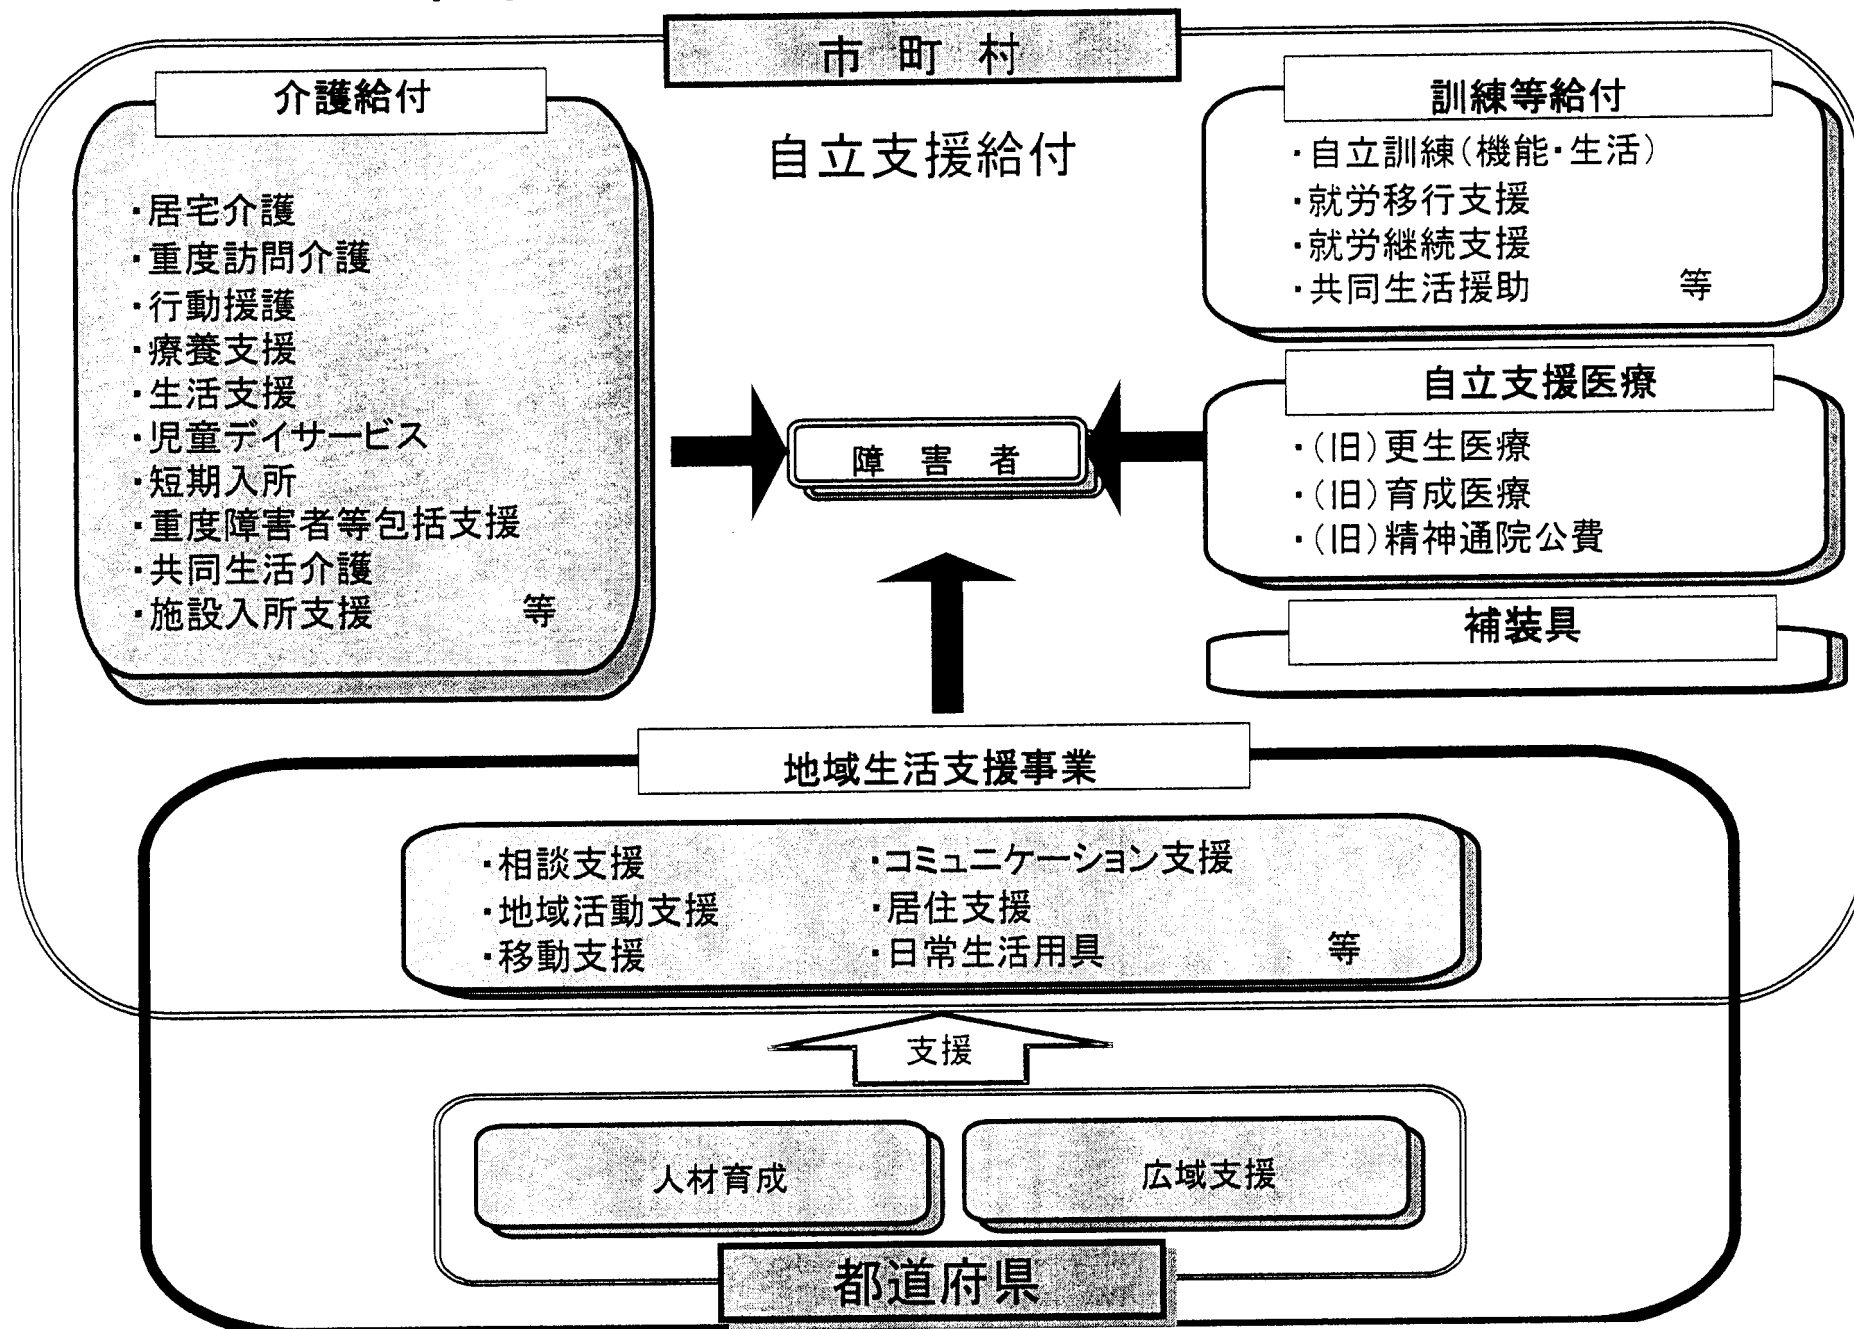 市町村
介護給付
・居宅介護
・重度訪問介護
・行動援護
・療養支援
・生活支援
・児童デイサービス
・短期入所
・重度障害者等包括支援
・共同生活介護
・施設入所支援 等
自立支援給付
訓練等給付
・自立訓練(機能・生活)
・就労移行支援
・就労継続支援
・共同生活援助 等
自立支援医療
・(旧)更生医療
・(旧)育成医療
・(旧)精神通院公費
補装具
障害者
地域生活支援事業
・相談支援 ・コミュニケーション支援
・地域活動支援 ・居住支援
・移動支援 ・日常生活用具 等
支援
人材育成 広域支援
都道府県